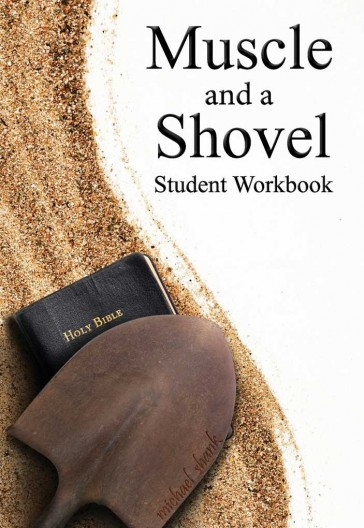 Muscle
and a
Shovel
Student Workbook
HOLY BIBLE
michael shank